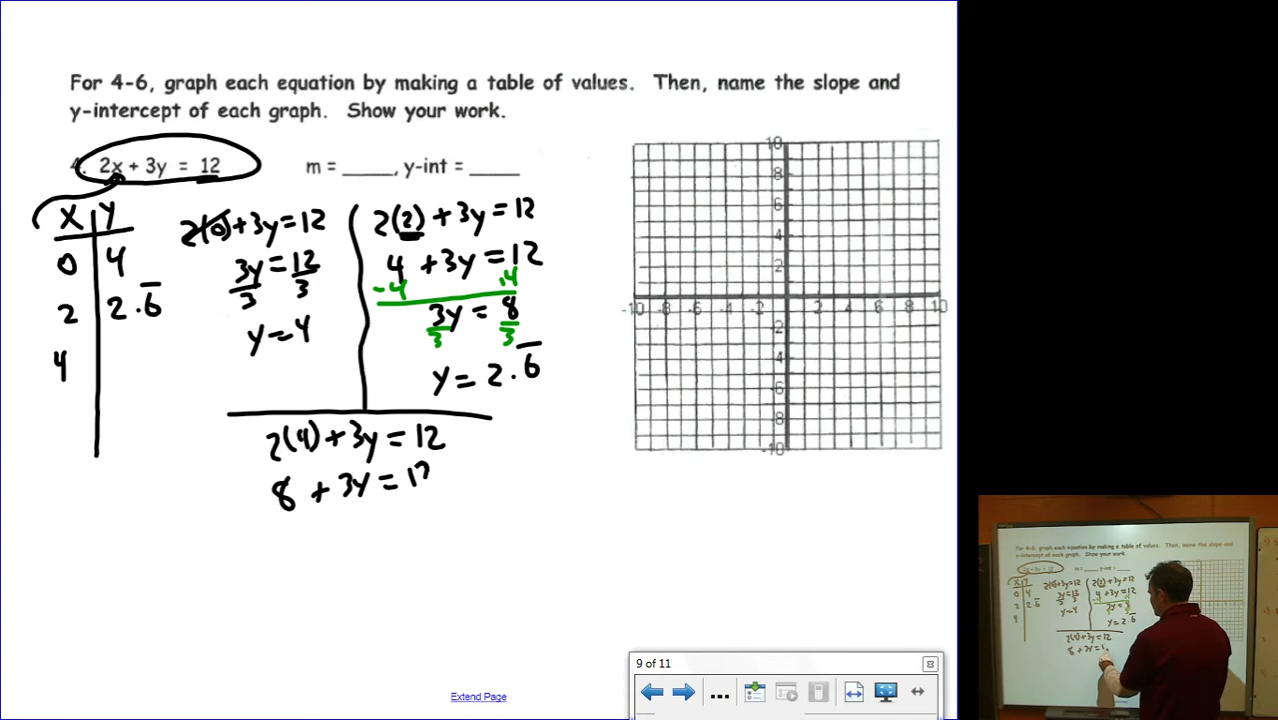 For 4-6, graph each equation by making a table of values. Then, name the slope and
y-intercept of each graph. Show your work.
4. 2x + 3y = 12
m = _____, y-int = _____
x y
0 4
2 2.6̅
4
2(0)+3y=12
3y = 12
3 3
y=4
2(2)+3y=12
4 +3y=12
-4 -4
3y = 8
3 3
y = 2.6̅
2(4)+3y=12
8 +3y=12
10
8
6
4
2
-10 -8 -6 -4 -2 2 4 6 8 10
-2
-4
-6
-8
-10
Extend Page
9 of 11